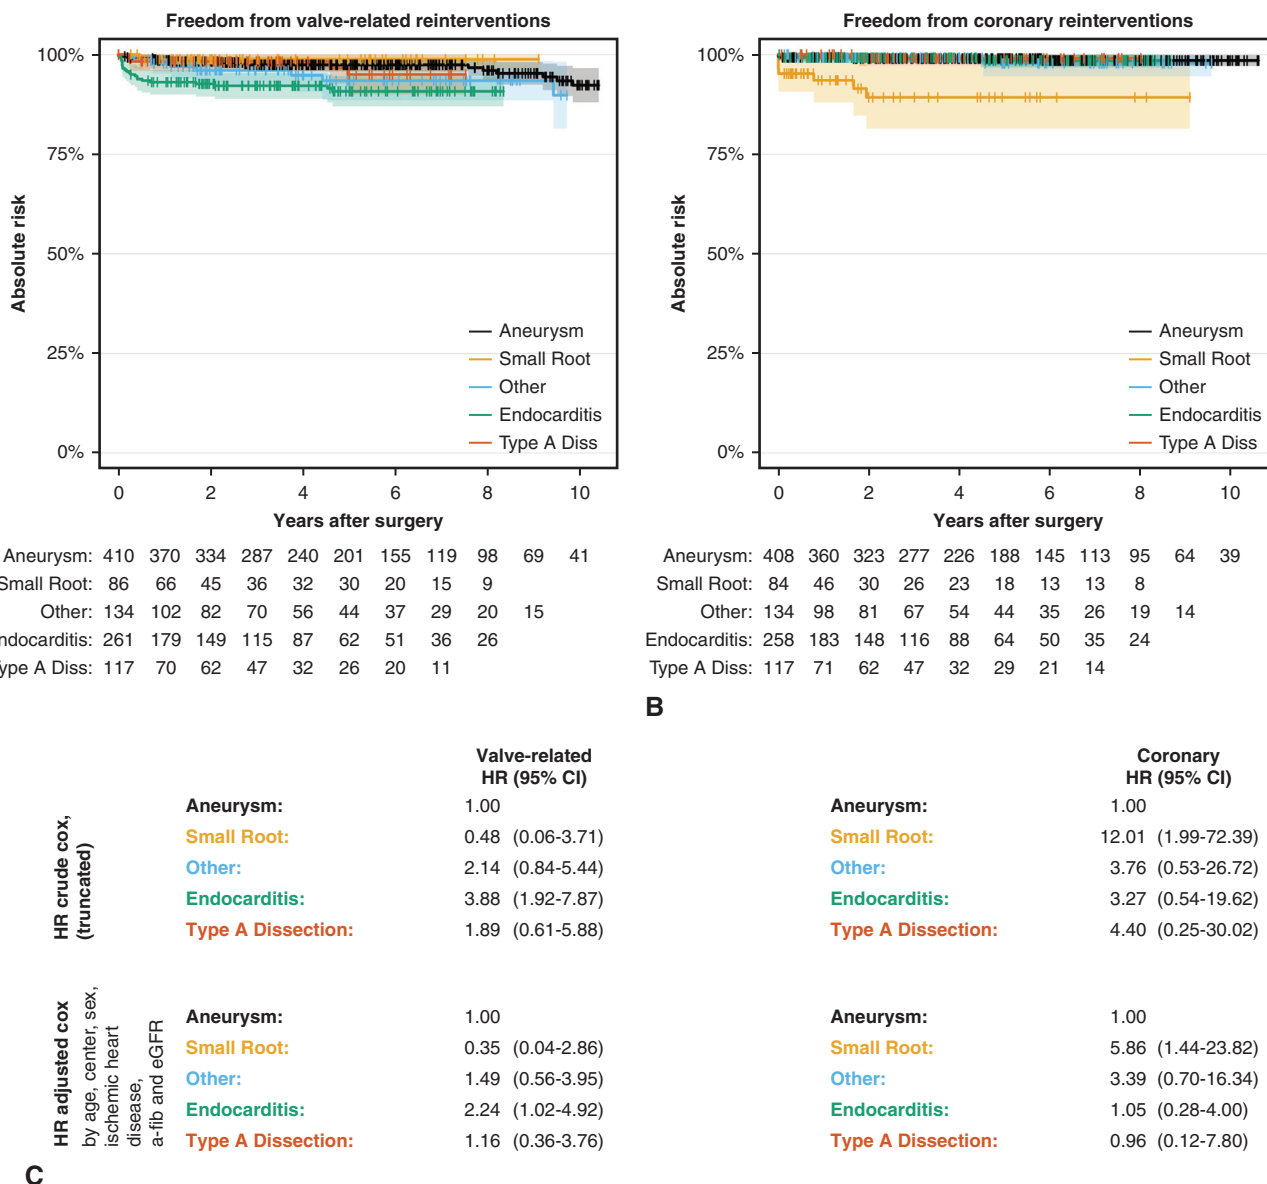 Freedom from valve-related reinterventions
100%
75%
50%
25%
0%
Absolute risk
Aneurysm
Small Root
Other
Endocarditis
Type A Diss
0 2 4 6 8 10
Years after surgery
Aneurysm: 410 370 334 287 240 201 155 119 98 69 41
Small Root: 86 66 45 36 32 30 20 15 9
Other: 134 102 82 70 56 44 37 29 20 15
ndocarditis: 261 179 149 115 87 62 51 36 26
ype A Diss: 117 70 62 47 32 26 20 11
Freedom from coronary reinterventions
100%
75%
50%
25%
0%
Absolute risk
Aneurysm
Small Root
Other
Endocarditis
Type A Diss
0 2 4 6 8 10
Years after surgery
Aneurysm: 408 360 323 277 226 188 145 113 95 64 39
Small Root: 84 46 30 26 23 18 13 13 8
Other: 134 98 81 67 54 44 35 26 19 14
Endocarditis: 258 183 148 116 88 64 50 35 24
Type A Diss: 117 71 62 47 32 29 21 14
B
Valve-related
HR (95% CI)
HR crude cox,
(truncated)
Aneurysm: 1.00
Small Root: 0.48 (0.06-3.71)
Other: 2.14 (0.84-5.44)
Endocarditis: 3.88 (1.92-7.87)
Type A Dissection: 1.89 (0.61-5.88)
HR adjusted cox
by age, center, sex,
ischemic heart
disease,
a-fib and eGFR
Aneurysm: 1.00
Small Root: 0.35 (0.04-2.86)
Other: 1.49 (0.56-3.95)
Endocarditis: 2.24 (1.02-4.92)
Type A Dissection: 1.16 (0.36-3.76)
Coronary
HR (95% CI)
Aneurysm: 1.00
Small Root: 12.01 (1.99-72.39)
Other: 3.76 (0.53-26.72)
Endocarditis: 3.27 (0.54-19.62)
Type A Dissection: 4.40 (0.25-30.02)
Aneurysm: 1.00
Small Root: 5.86 (1.44-23.82)
Other: 3.39 (0.70-16.34)
Endocarditis: 1.05 (0.28-4.00)
Type A Dissection: 0.96 (0.12-7.80)
C